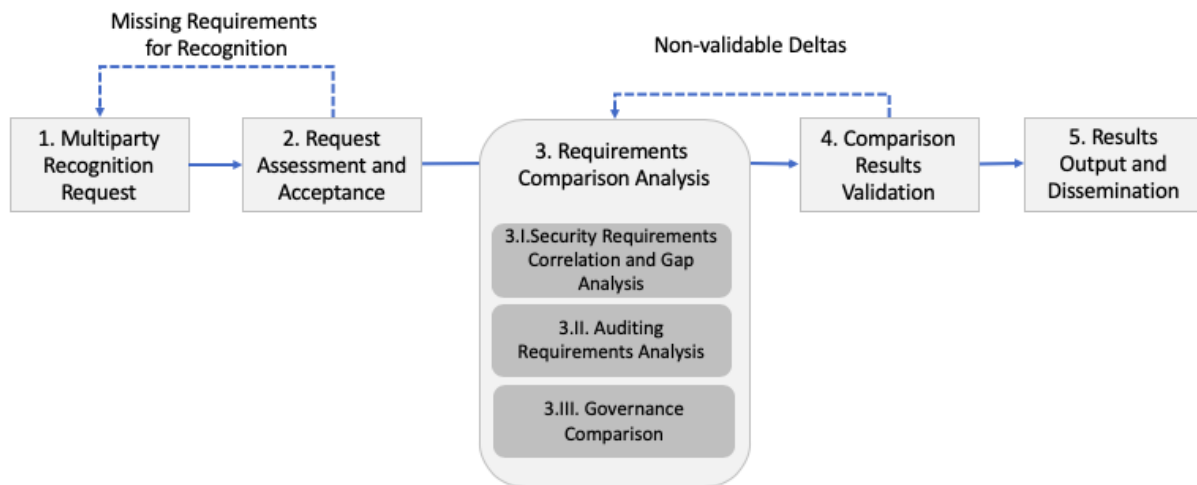 Missing Requirements
for Recognition
Non-validable Deltas
1. Multiparty
Recognition
Request
2. Request
Assessment and
Acceptance
3. Requirements
Comparison Analysis
3.I.Security Requirements
Correlation and Gap
Analysis
3.II. Auditing
Requirements Analysis
3.III. Governance
Comparison
4. Comparison
Results
Validation
5. Results
Output and
Dissemination